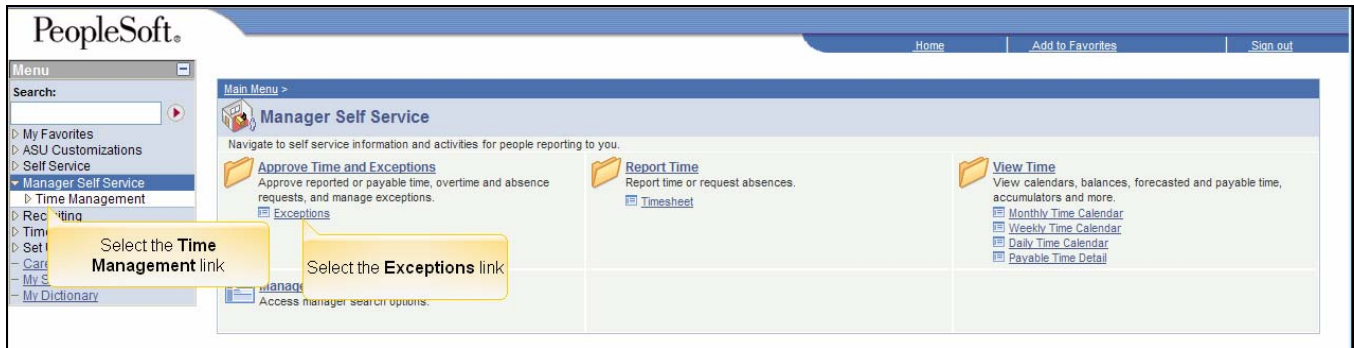 PeopleSoft®
Home
Add to Favorites
Sign out
Menu
Search:
My Favorites
ASU Customizations
Self Service
Manager Self Service
Time Management
Select the Time
Management link
My Dictionary
Main Menu >
Manager Self Service
Navigate to self service information and activities for people reporting to you.
Approve Time and Exceptions
Approve reported or payable time, overtime and absence
requests, and manage exceptions.
Exceptions
Select the Exceptions link
Access manager search options.
Report Time
Report time or request absences.
Timesheet
View Time
View calendars, balances, forecasted and payable time,
accumulators and more.
Monthly Time Calendar
Weekly Time Calendar
Daily Time Calendar
Payable Time Detail